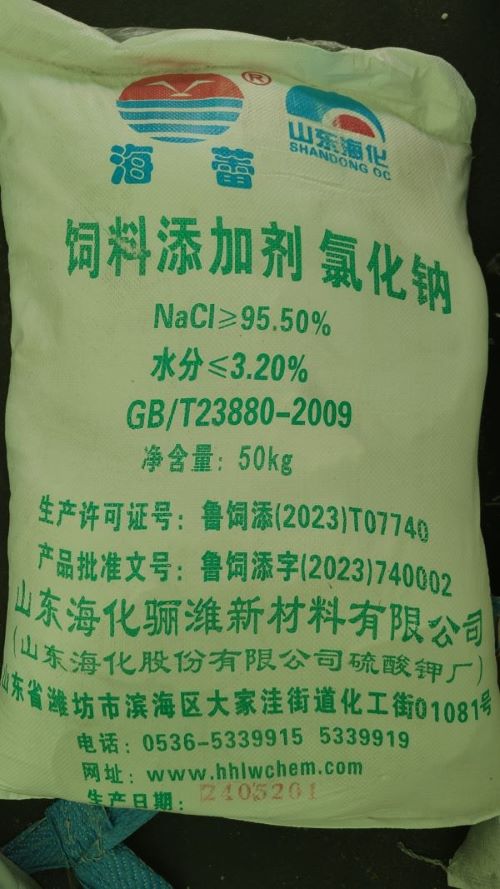 ®
山东海化
SHANDONG OC
海蕾
饲料添加剂 氯化钠
NaCl≥95.50%
水分≤3.20%
GB/T23880-2009
净含量：50kg
生产许可证号：鲁饲添(2023)T07740
产品批准文号：鲁饲添字(2023)740002
山东海化骊潍新材料有限公司
（山东海化股份有限公司硫酸钾厂）
山东省潍坊市滨海区大家洼街道化工街01081号
电话：0536-5339915 5339919
网址：www.hhlwchem.com
生产日期：2405201